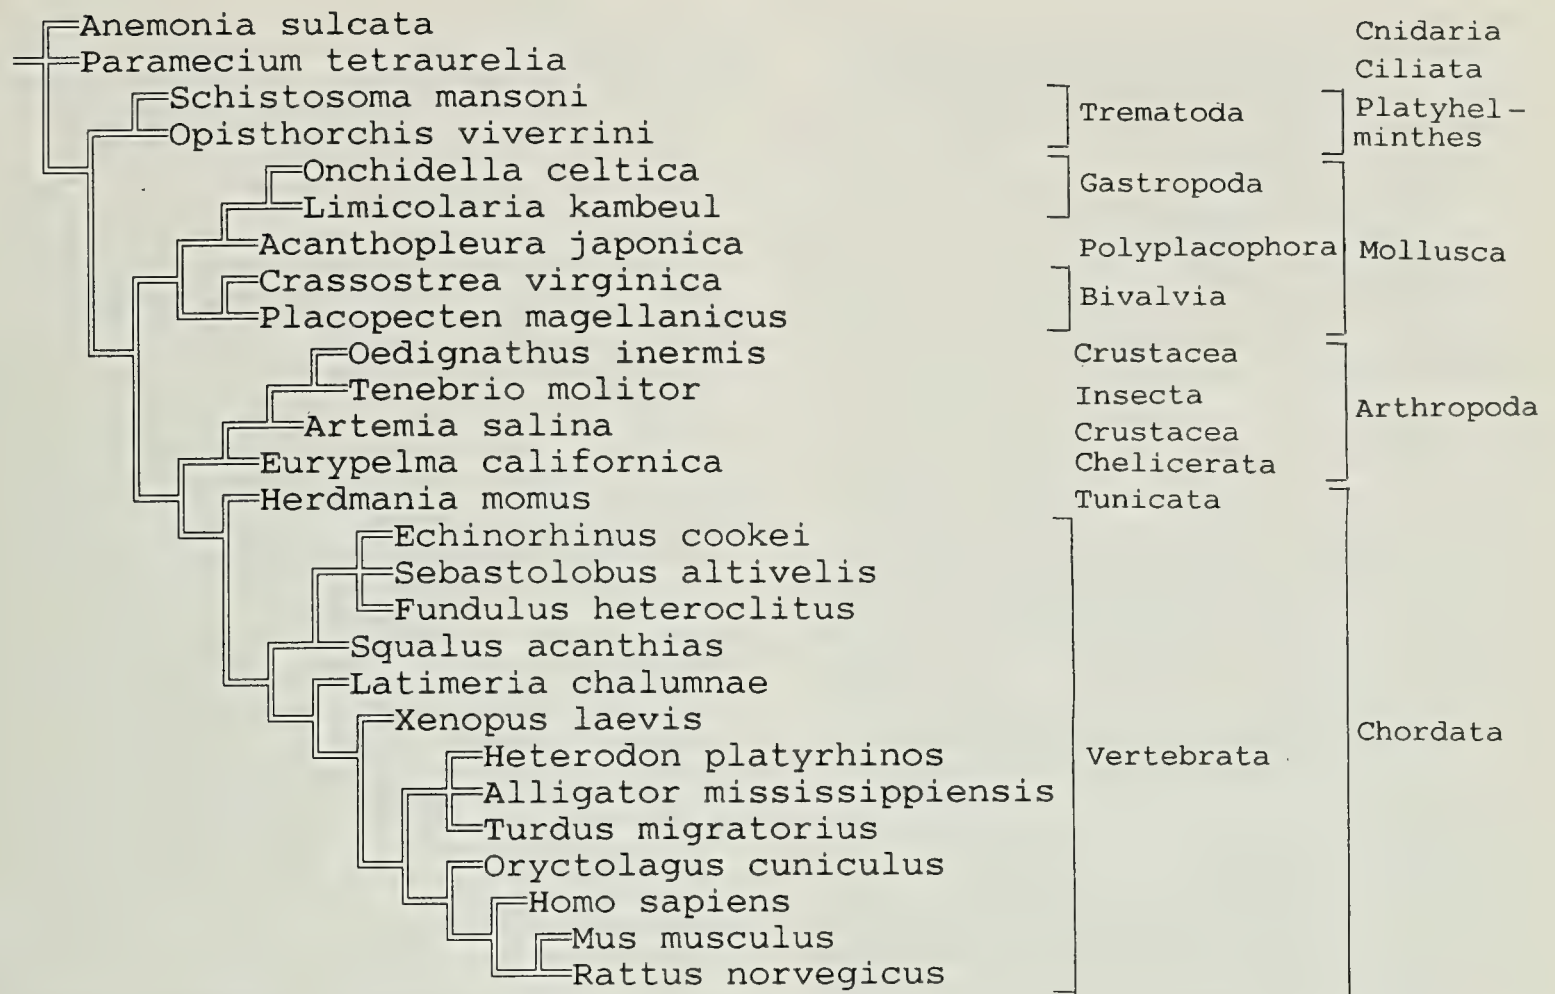 Anemonia sulcata
Cnidaria
Paramecium tetraurelia
Ciliata
Schistosoma mansoni
Opisthorchis viverrini
Trematoda
Platyhel-
minthes
Onchidella celtica
Limicolaria kambeul
Gastropoda
Acanthopleura japonica
Polyplacophora
Mollusca
Crassostrea virginica
Placopecten magellanicus
Bivalvia
Oedignathus inermis
Crustacea
Tenebrio molitor
Insecta
Arthropoda
Artemia salina
Crustacea
Eurypelma californica
Chelicerata
Herdmania momus
Tunicata
Echinorhinus cookei
Sebastolobus altivelis
Fundulus heteroclitus
Squalus acanthias
Latimeria chalumnae
Xenopus laevis
Chordata
Heterodon platyrhinos
Vertebrata
Alligator mississippiensis
Turdus migratorius
Oryctolagus cuniculus
Homo sapiens
Mus musculus
Rattus norvegicus